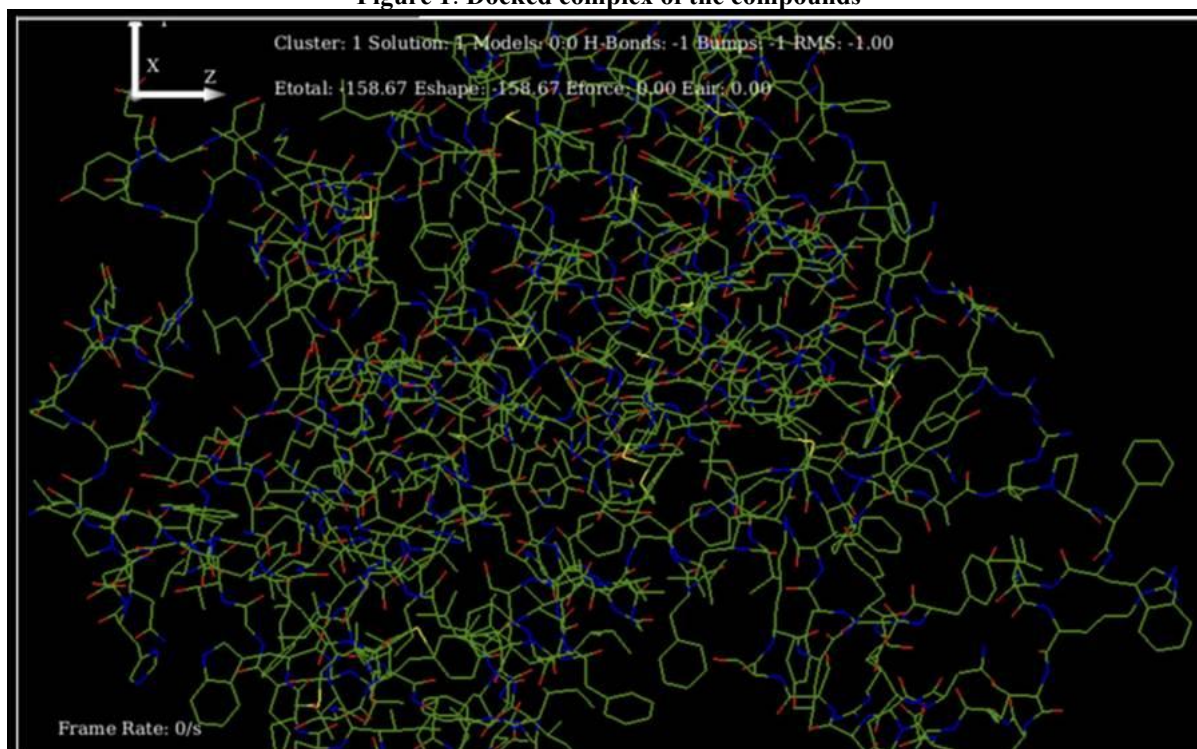 Figure 1. Docked complex of the compounds
Cluster: 1 Solution: 1 Models: 0:0 H-Bonds: -1 Bumps: -1 RMS: -1.00
X
Z
Etotal: -158.67 Eshape: -158.67 Eforce: 0.00 Eair: 0.00
Frame Rate: 0/s